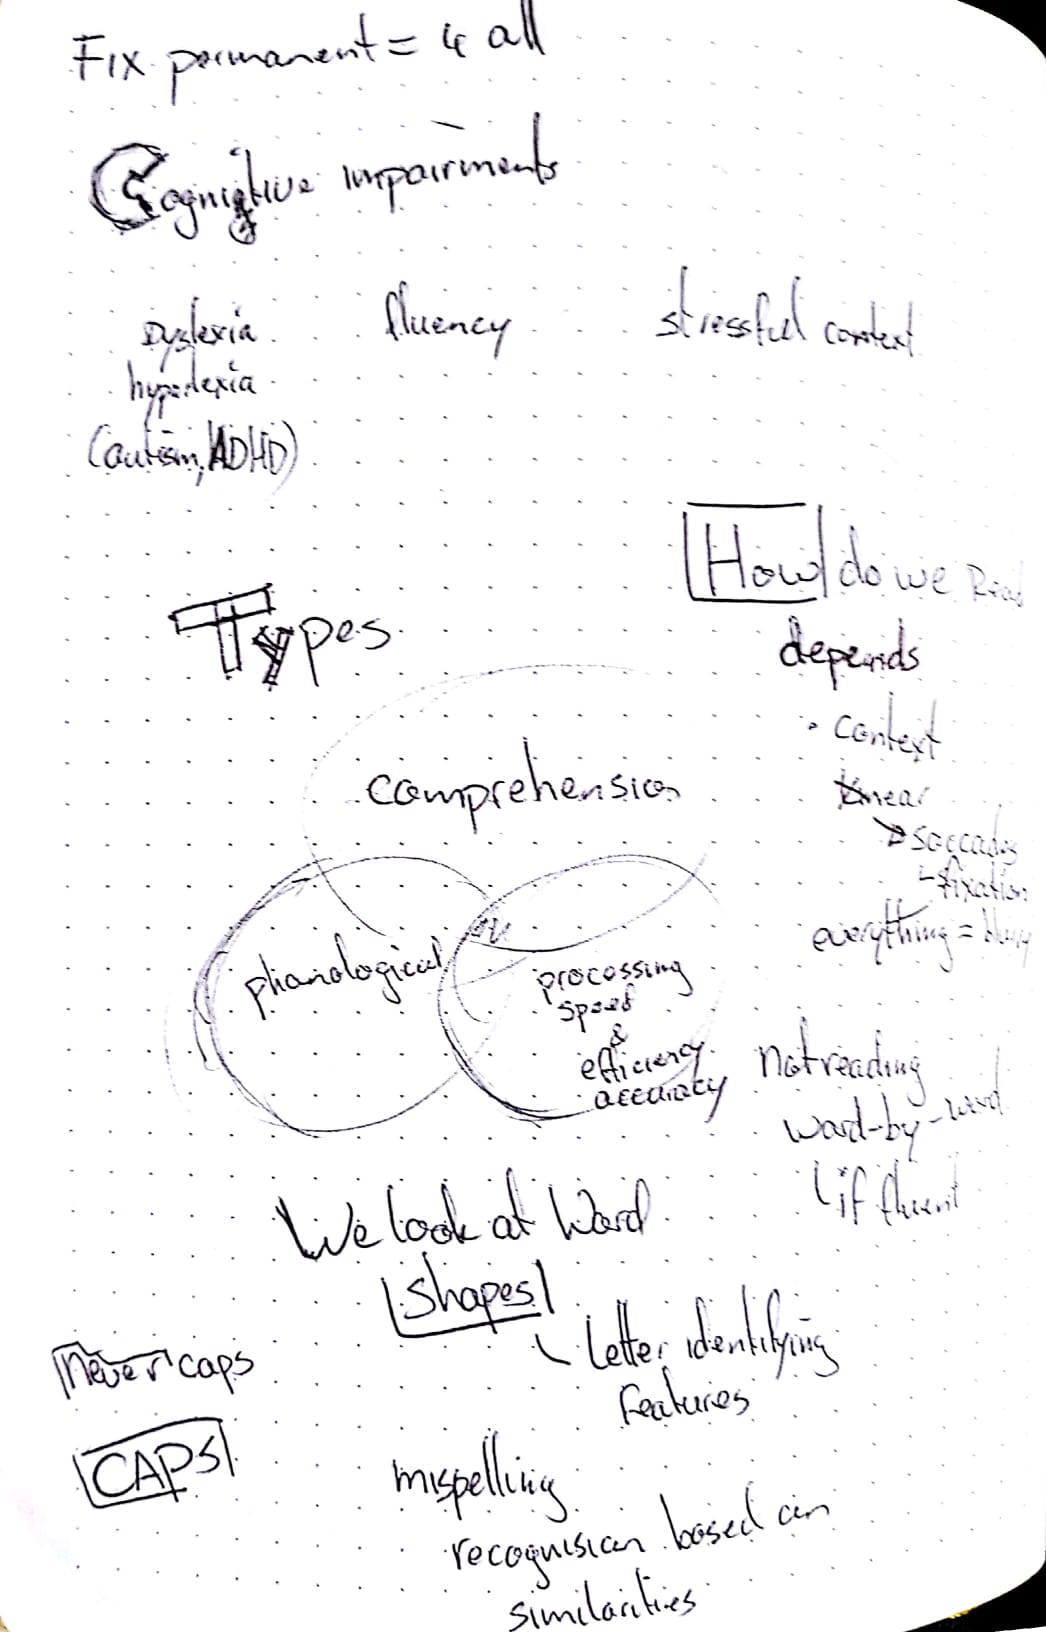 Fix permanent = 4 all
Cognitive impairments
Dyslexia
hyperlexia
(autism, ADHD)
fluency
stressful context
How do we Read
depends
• context
linear
saccades
fixation
everything = blurry
not reading
word-by-word
if fluent
Types
comprehension
phonological
processing
speed
&
efficiency
accuracy
We look at Word
shapes
Letter identifying
features
Never caps
CAPS
mispelling
recognision based on
similarities